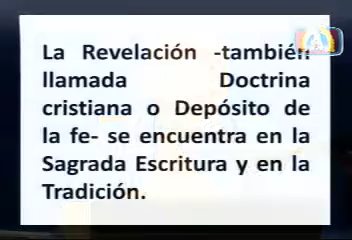 La Revelación -también
llamada Doctrina
cristiana o Depósito de
la fe- se encuentra en la
Sagrada Escritura y en la
Tradición.